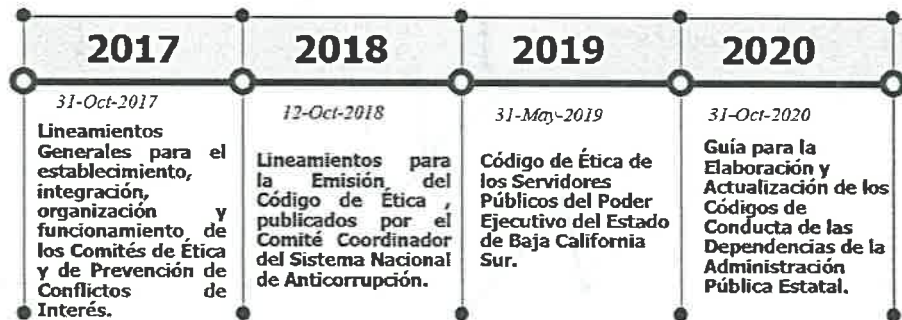 2017
31-Oct-2017
Lineamientos
Generales para el
establecimiento,
integración,
organización y
funcionamiento de
los Comités de Ética
y de Prevención de
Conflictos de
Interés.
2018
12-Oct-2018
Lineamientos para
la Emisión del
Código de Ética ,
publicados por el
Comité Coordinador
del Sistema Nacional
de Anticorrupción.
2019
31-May-2019
Código de Ética de
los Servidores
Públicos del Poder
Ejecutivo del Estado
de Baja California
Sur.
2020
31-Oct-2020
Guía para la
Elaboración y
Actualización de los
Códigos de
Conducta de las
Dependencias de la
Administración
Pública Estatal.